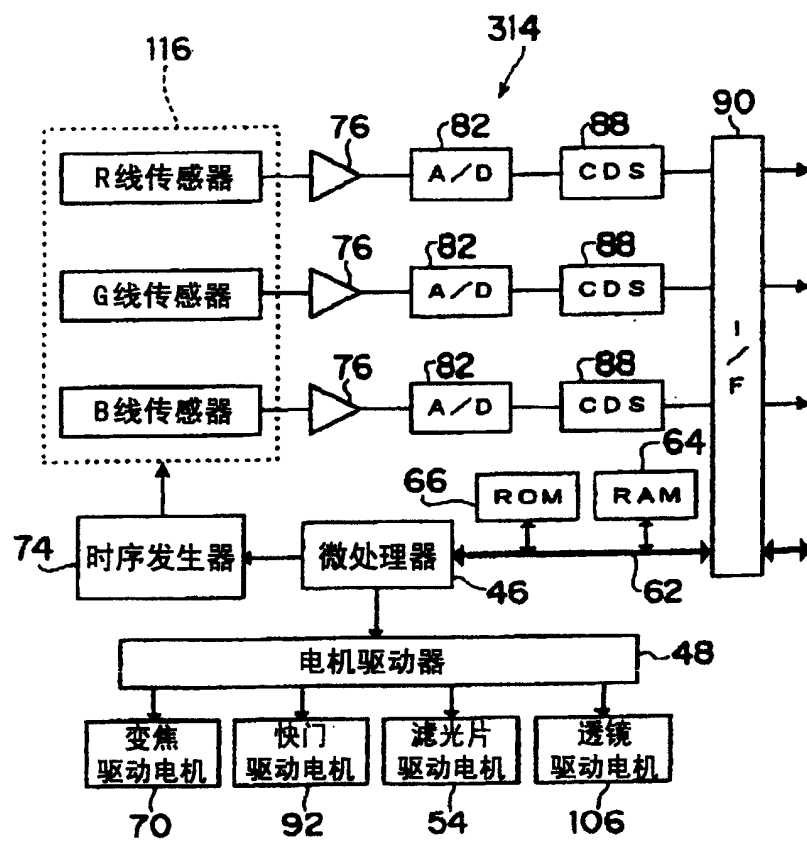 314
116
90
76
82
88
R线传感器
A/D
CDS
76
82
88
G线传感器
A/D
CDS
I/F
76
82
88
B线传感器
A/D
CDS
64
66
ROM
RAM
74
时序发生器
微处理器
46
62
电机驱动器
48
变焦
驱动电机
快门
驱动电机
滤光片
驱动电机
透镜
驱动电机
70
92
54
106